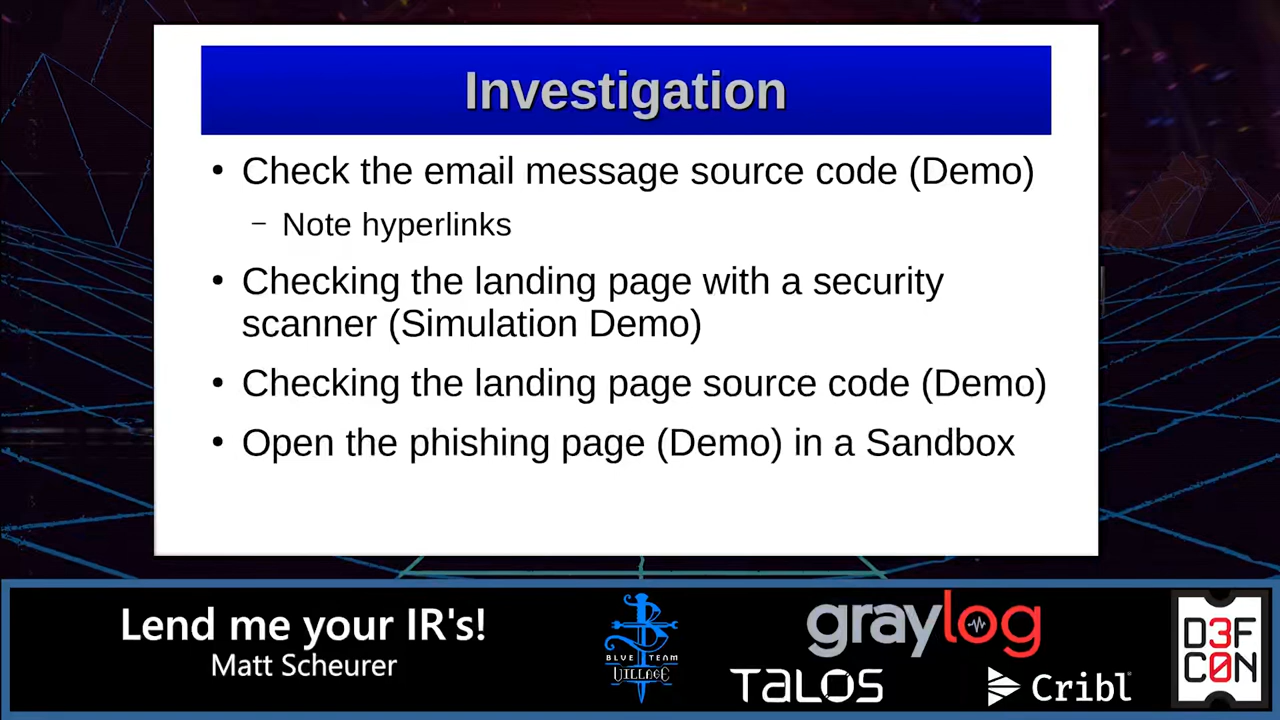 Investigation
• Check the email message source code (Demo)
– Note hyperlinks
• Checking the landing page with a security
scanner (Simulation Demo)
• Checking the landing page source code (Demo)
• Open the phishing page (Demo) in a Sandbox
Lend me your IR's!
Matt Scheurer
BLUE TEAM
VILLAGE
graylog
TALOS
Cribl
D3F
C0N